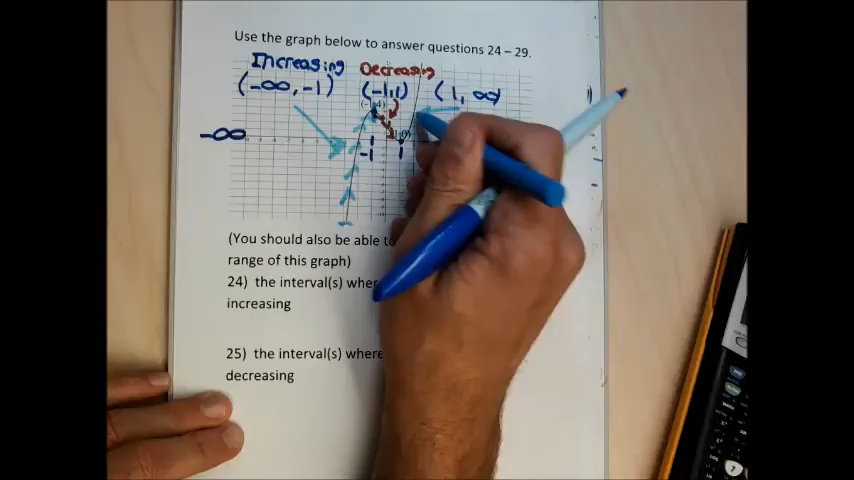 Use the graph below to answer questions 24 – 29.
Increasing Decreasing
(-∞, -1) (-1,1) (1, ∞)
-∞
-1 1
(You should also be able to
range of this graph)
24) the interval(s) wher
increasing
25) the interval(s) where
decreasing